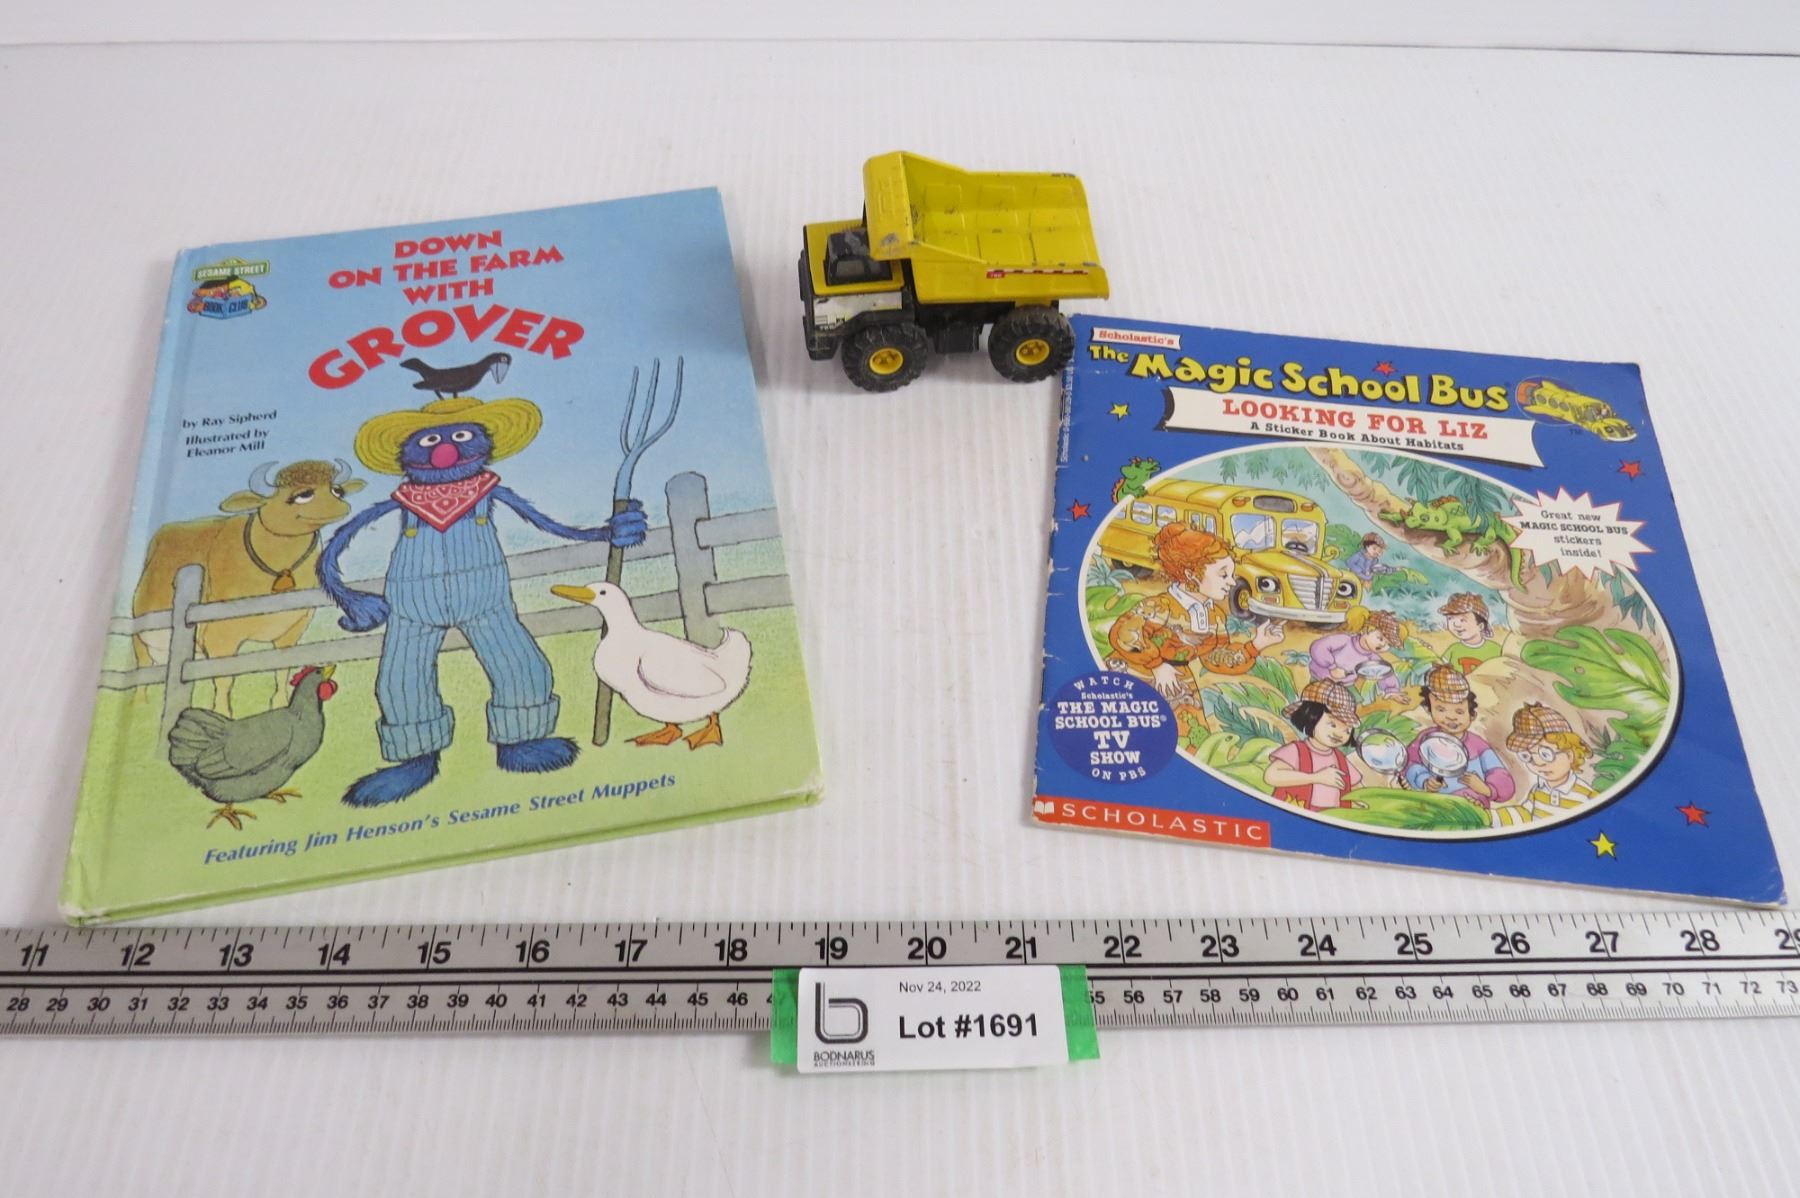 SESAME STREET
BOOK CLUB
DOWN
ON THE FARM
WITH
GROVER
by Ray Sipherd
Illustrated by
Eleanor Mill
Featuring Jim Henson's Sesame Street Muppets
Scholastic's
The Magic School Bus®
LOOKING FOR LIZ
A Sticker Book About Habitats
TM
Great new
MAGIC SCHOOL BUS
stickers
inside!
WATCH
Scholastic's
THE MAGIC
SCHOOL BUS®
TV
SHOW
ON PBS
SCHOLASTIC
11 12 13 14 15 16 17 18 19 20 21 22 23 24 25 26 27 28 29
28 29 30 31 32 33 34 35 36 37 38 39 40 41 42 43 44 45 46 55 56 57 58 59 60 61 62 63 64 65 66 67 68 69 70 71 72 73
Nov 24, 2022
Lot #1691
BODNARUS
AUCTIONEERING